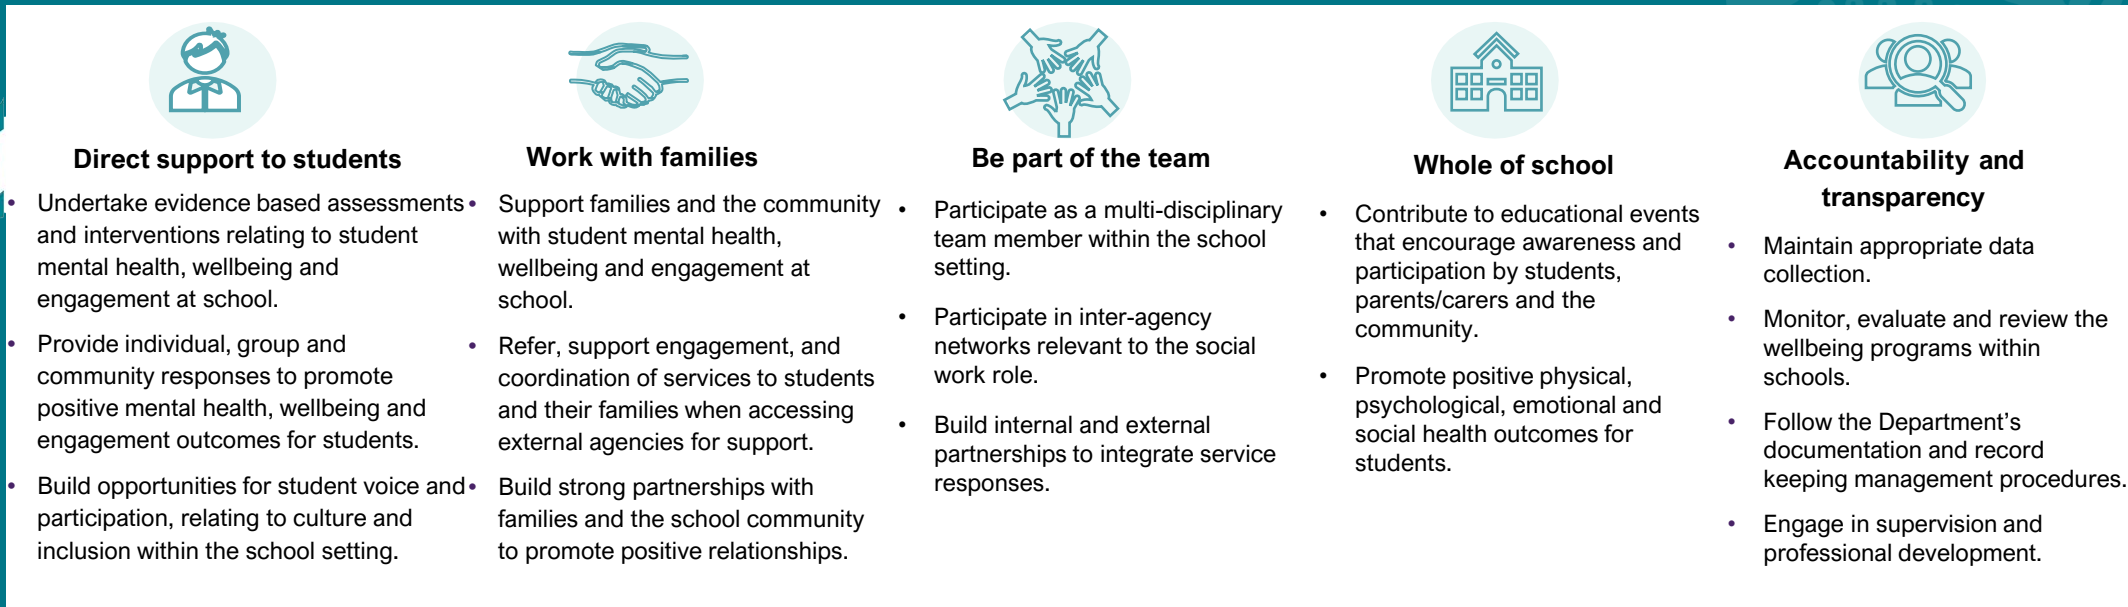 Direct support to students
• Undertake evidence based assessments
and interventions relating to student
mental health, wellbeing and
engagement at school.
• Provide individual, group and
community responses to promote
positive mental health, wellbeing and
engagement outcomes for students.
• Build opportunities for student voice and
participation, relating to culture and
inclusion within the school setting.
Work with families
• Support families and the community
with student mental health,
wellbeing and engagement at
school.
• Refer, support engagement, and
coordination of services to students
and their families when accessing
external agencies for support.
• Build strong partnerships with
families and the school community
to promote positive relationships.
Be part of the team
• Participate as a multi-disciplinary
team member within the school
setting.
• Participate in inter-agency
networks relevant to the social
work role.
• Build internal and external
partnerships to integrate service
responses.
Whole of school
• Contribute to educational events
that encourage awareness and
participation by students,
parents/carers and the
community.
• Promote positive physical,
psychological, emotional and
social health outcomes for
students.
Accountability and
transparency
• Maintain appropriate data
collection.
• Monitor, evaluate and review the
wellbeing programs within
schools.
• Follow the Department’s
documentation and record
keeping management procedures.
• Engage in supervision and
professional development.